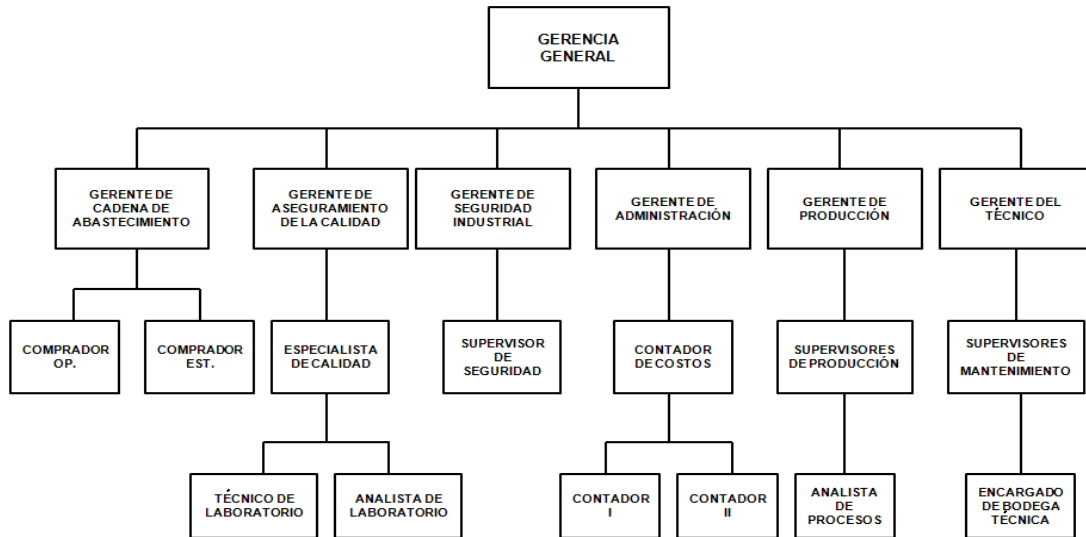 GERENCIA
GENERAL
GERENTE DE
CADENA DE
ABASTECIMIENTO
GERENTE DE
ASEGURAMIENTO
DE LA CALIDAD
GERENTE DE
SEGURIDAD
INDUSTRIAL
GERENTE DE
ADMINISTRACIÓN
GERENTE DE
PRODUCCIÓN
GERENTE DEL
TÉCNICO
COMPRADOR
OP.
COMPRADOR
EST.
ESPECIALISTA
DE CALIDAD
SUPERVISOR
DE
SEGURIDAD
CONTADOR
DE COSTOS
SUPERVISORES
DE PRODUCCIÓN
SUPERVISORES
DE
MANTENIMIENTO
TÉCNICO DE
LABORATORIO
ANALISTA DE
LABORATORIO
CONTADOR
I
CONTADOR
II
ANALISTA
DE
PROCESOS
ENCARGADO
DE BODEGA
TÉCNICA